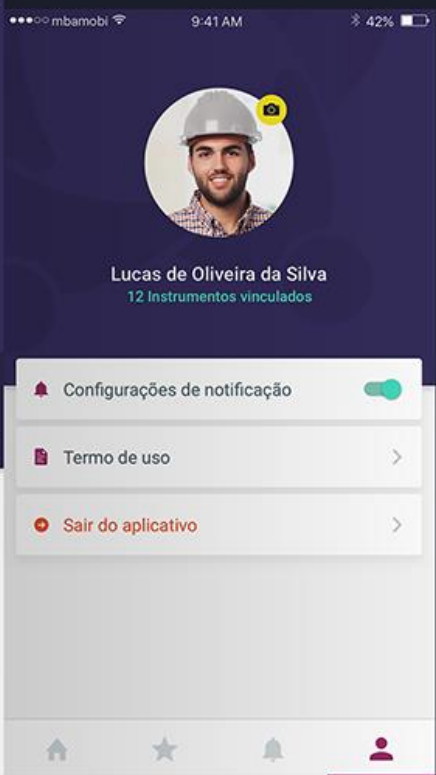 mbamobi 9:41 AM 42%
Lucas de Oliveira da Silva
12 Instrumentos vinculados
Configurações de notificação
Termo de uso
Sair do aplicativo